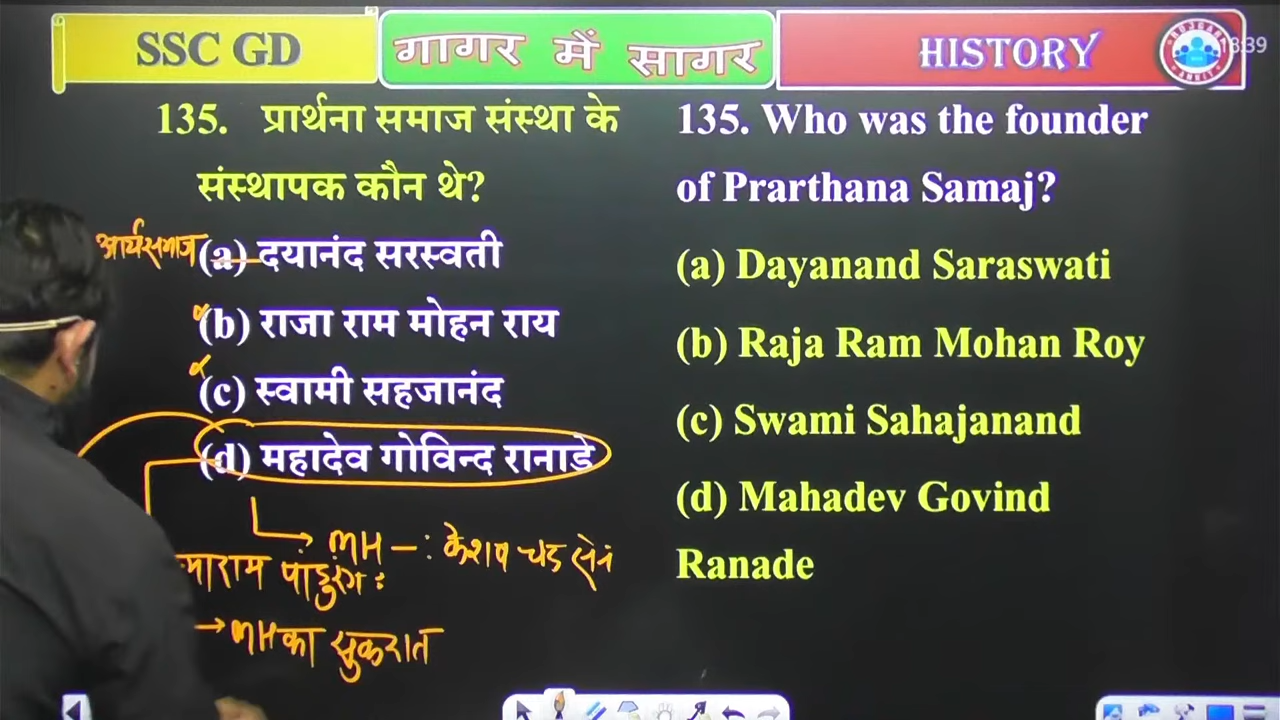 SSC GD
गागर में सागर
HISTORY
18:39
135. प्रार्थना समाज संस्था के
संस्थापक कौन थे?
आर्यसमाज (a) दयानंद सरस्वती
(b) राजा राम मोहन राय
(c) स्वामी सहजानंद
(d) महादेव गोविन्द रानाडे
MH – : केशव चंद्र सेन
पांडुरंग :
→ MH का सुकरात
135. Who was the founder
of Prarthana Samaj?
(a) Dayanand Saraswati
(b) Raja Ram Mohan Roy
(c) Swami Sahajanand
(d) Mahadev Govind
Ranade